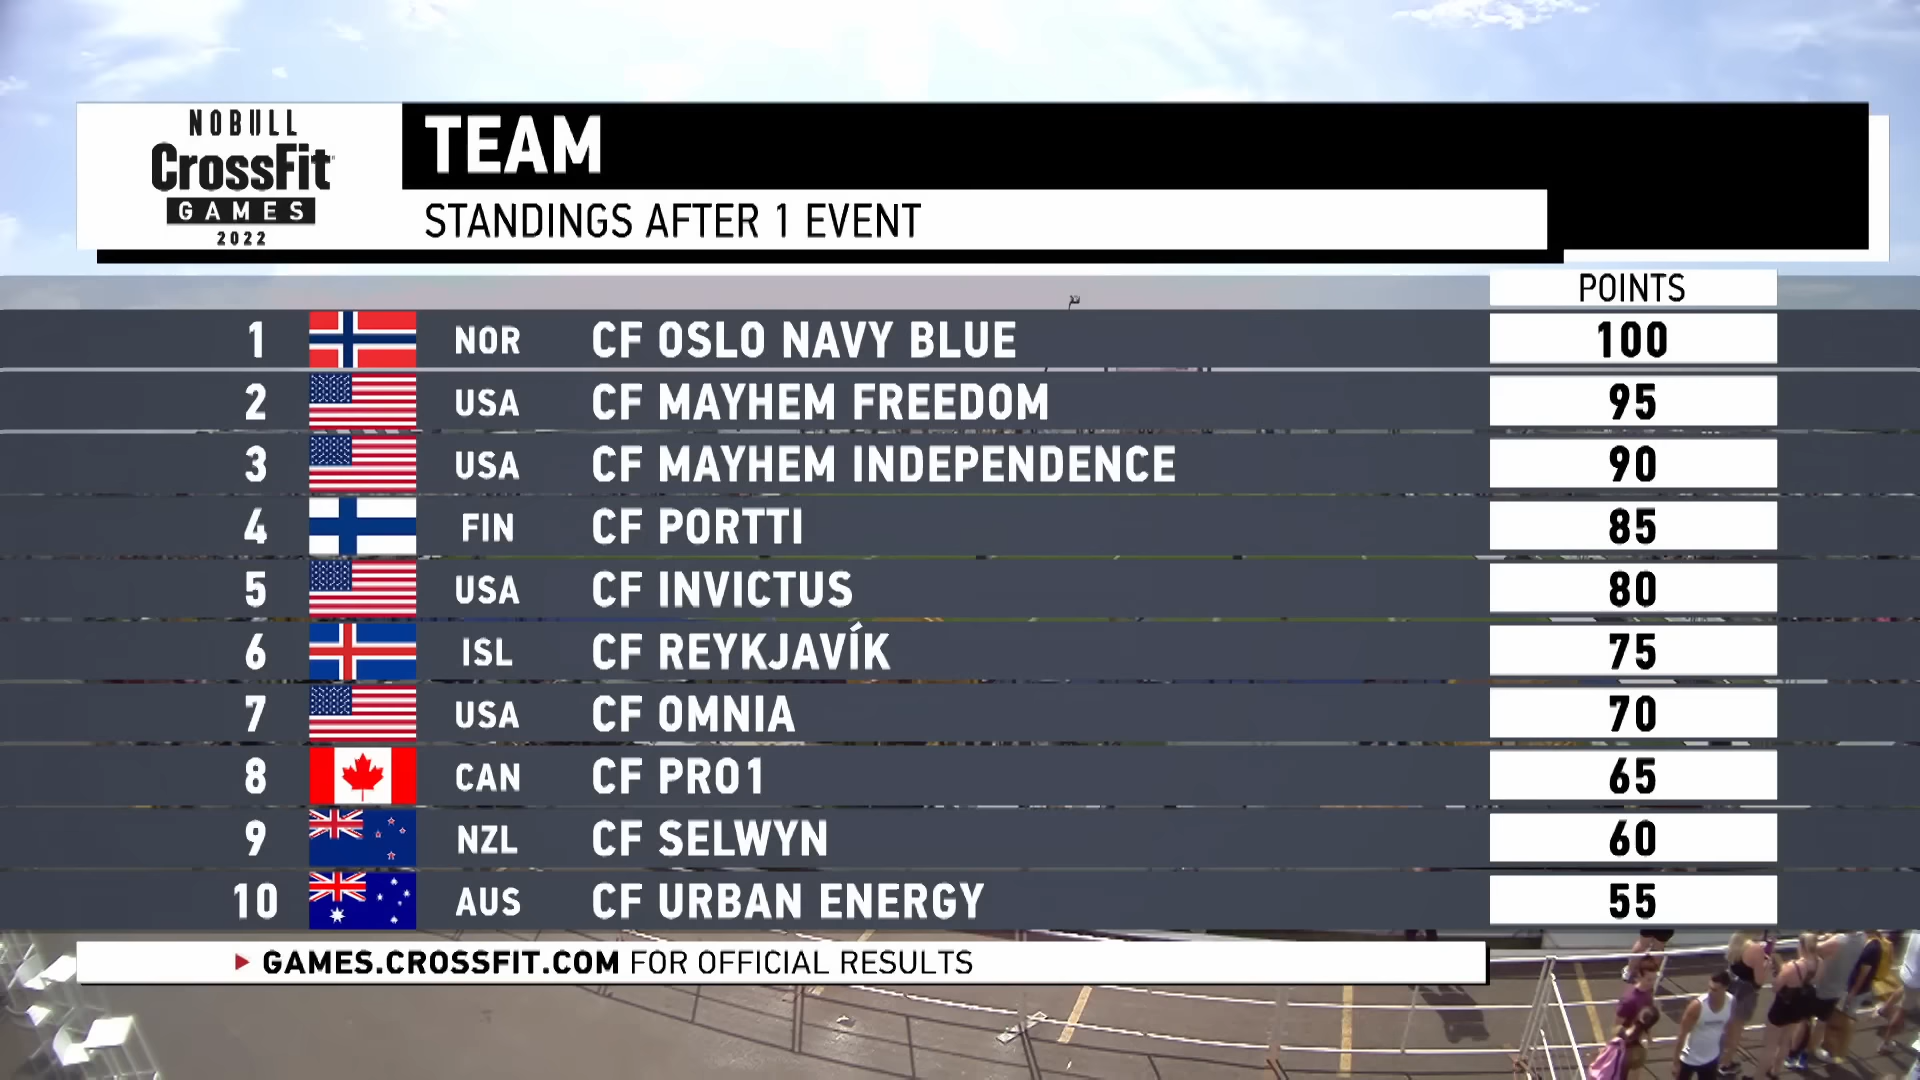 NOBULL
CrossFit
GAMES
2022
TEAM
STANDINGS AFTER 1 EVENT
POINTS
1 NOR CF OSLO NAVY BLUE 100
2 USA CF MAYHEM FREEDOM 95
3 USA CF MAYHEM INDEPENDENCE 90
4 FIN CF PORTTI 85
5 USA CF INVICTUS 80
6 ISL CF REYKJAVÍK 75
7 USA CF OMNIA 70
8 CAN CF PRO1 65
9 NZL CF SELWYN 60
10 AUS CF URBAN ENERGY 55
GAMES.CROSSFIT.COM FOR OFFICIAL RESULTS